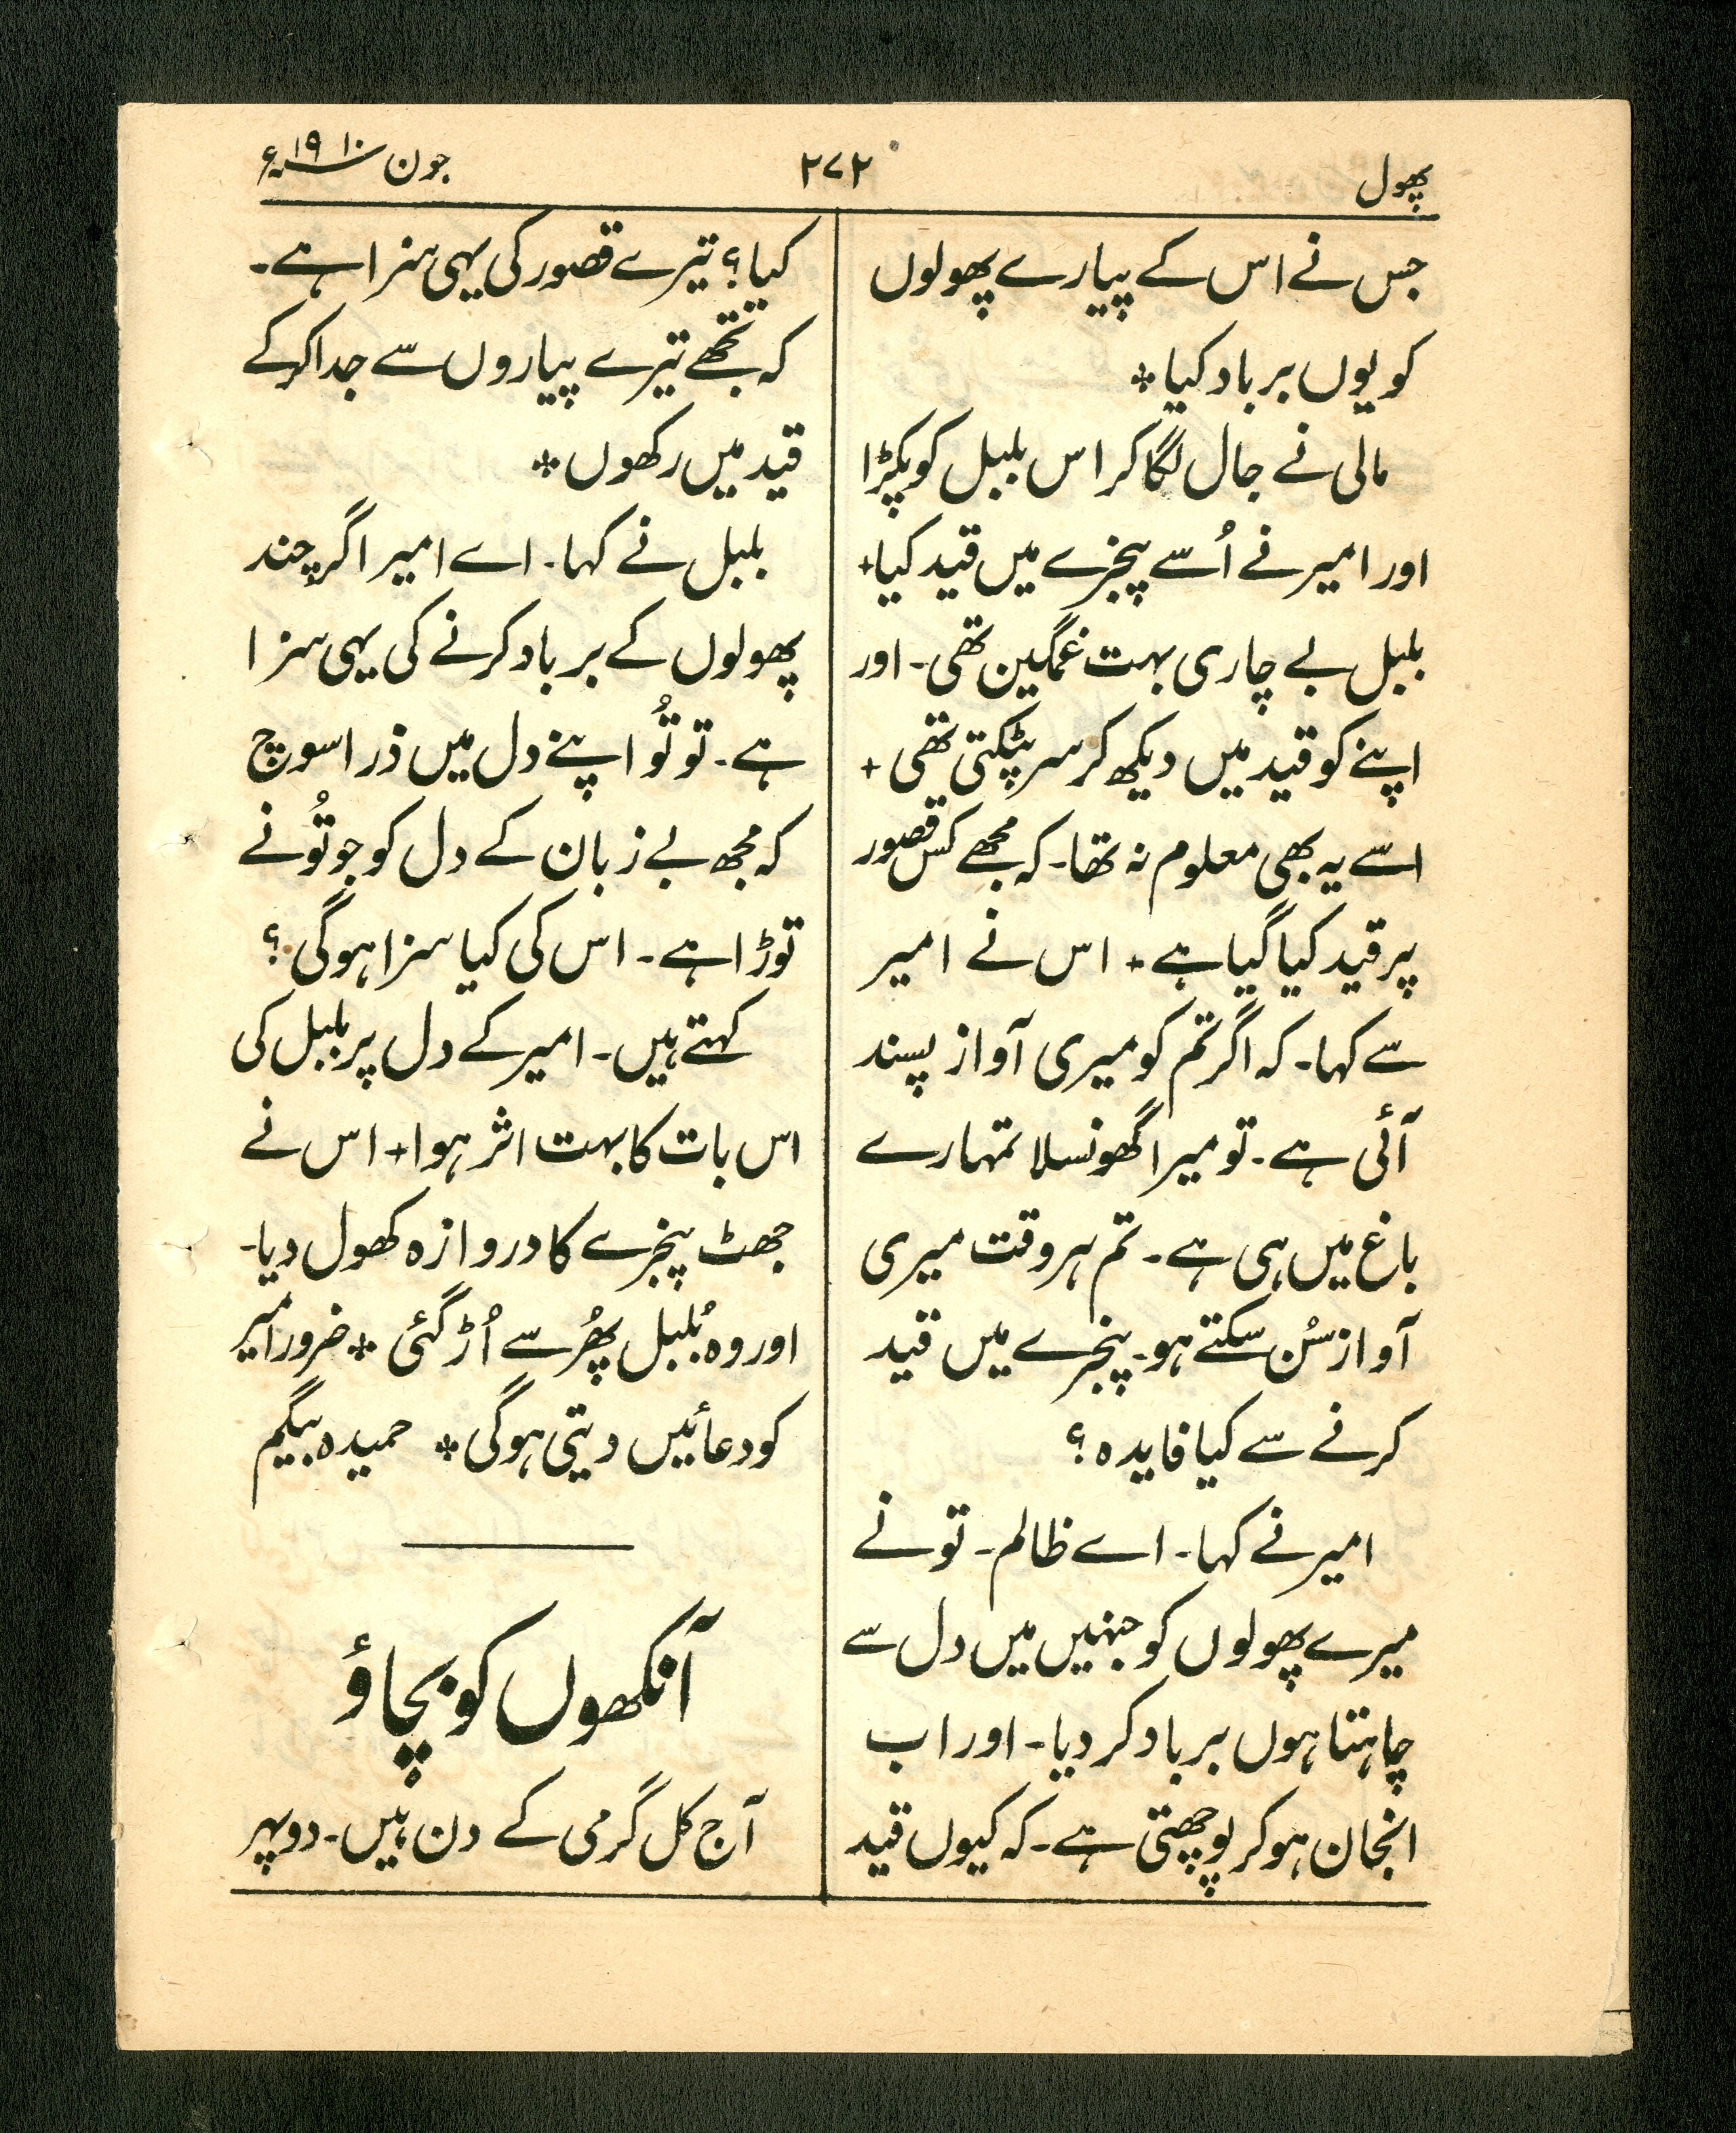 پھول
۲۷۲
جون سنہ ۱۹۱۰ء
جس نے اس کے پیارے پھولوں
کو یوں برباد کیا ❊
مالی نے جال لگا کر اس بلبل کو پکڑا
اور امیر نے اُسے پنجرے میں قید کیا +
بلبل بے چاری بہت غمگین تھی۔ اور
اپنے کو قید میں دیکھ کر سر پٹکتی تھی +
اسے یہ بھی معلوم نہ تھا۔ کہ مجھے کس قصور
پر قید کیا گیا ہے + اس نے امیر
سے کہا۔ کہ اگر تم کو میری آواز پسند
آئی ہے۔ تو میرا گھونسلا تمہارے
باغ میں ہی ہے۔ تم ہر وقت میری
آواز سُن سکتے ہو۔ پنجرے میں قید
کرنے سے کیا فایدہ؟
امیر نے کہا۔ اے ظالم۔ تو نے
میرے پھولوں کو جنہیں میں دل سے
چاہتا ہوں برباد کر دیا۔ اور اب
انجان ہو کر پوچھتی ہے۔ کہ کیوں قید
کیا؟ تیرے قصور کی یہی سزا ہے۔
کہ تجھے تیرے پیاروں سے جدا کرکے
قید میں رکھوں ❊
بلبل نے کہا۔ اے امیر اگر چند
پھولوں کے برباد کرنے کی یہی سزا
ہے۔ تو تُو اپنے دل میں ذرا سوچ
کہ مجھ بے زبان کے دل کو جو تُو نے
توڑا ہے۔ اس کی کیا سزا ہوگی؟
کہتے ہیں۔ امیر کے دل پر بلبل کی
اس بات کا بہت اثر ہوا + اس نے
جھٹ پنجرے کا دروازہ کھول دیا۔
اور وہ بُلبل پھُر سے اُڑ گئی ❊ ضرور امیر
کو دعائیں دیتی ہوگی ❊ حمیدہ بیگم
آنکھوں کو بچاؤ
آج کل گرمی کے دن ہیں۔ دوپہر